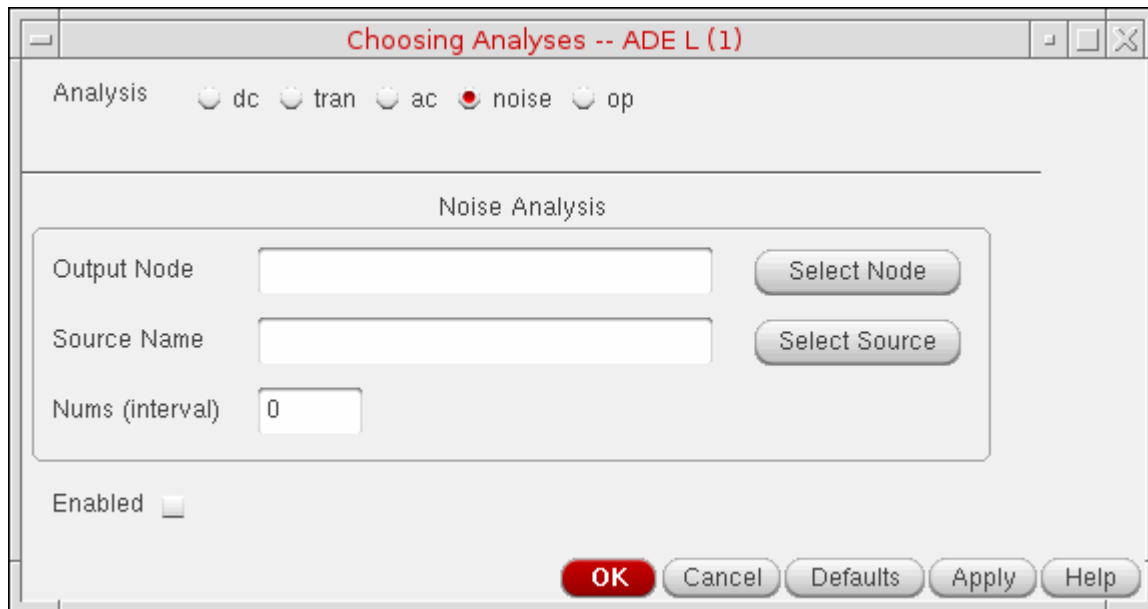 Choosing Analyses -- ADE L (1)
Analysis dc tran ac noise op
Noise Analysis
Output Node Select Node
Source Name Select Source
Nums (interval) 0
Enabled
OK Cancel Defaults Apply Help